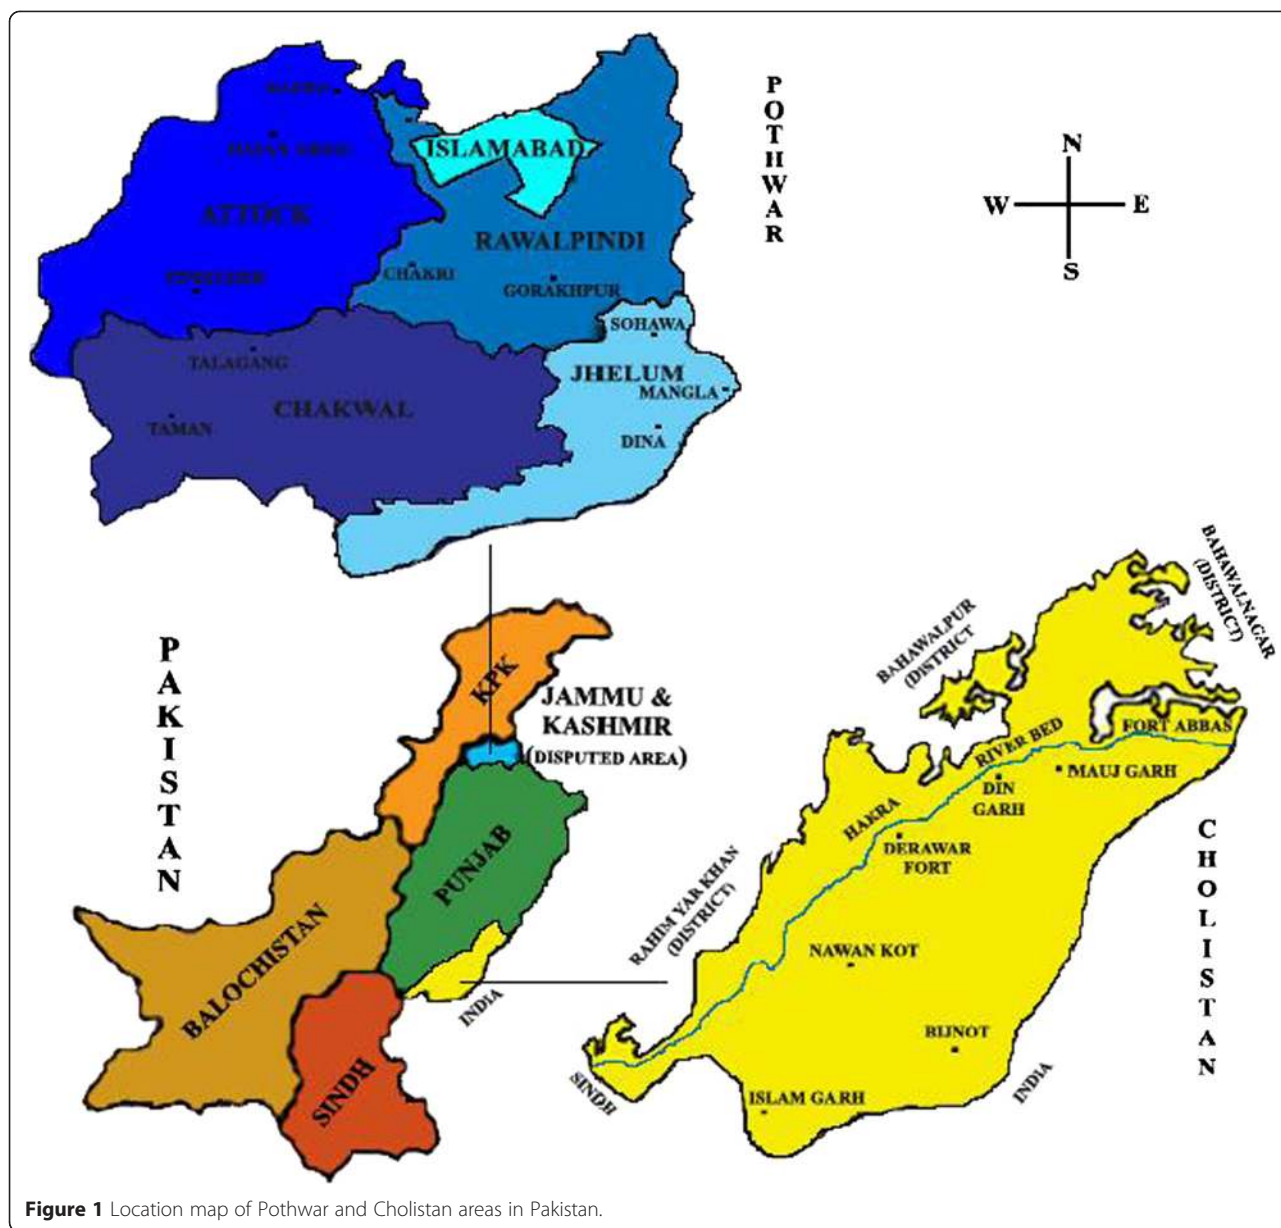 POTHWAR
N
W E
S
ISLAMABAD
ATTOCK
RAWALPINDI
CHAKRI
GORAKHPUR
SOHAWA
TALAGANG
JHELUM
MANGLA
CHAKWAL
TAMAN
DINA
PAKISTAN
KPK
JAMMU &
KASHMIR
(DISPUTED AREA)
PUNJAB
BALOCHISTAN
SINDH
INDIA
CHOLISTAN
BAHAWALNAGAR
(DISTRICT)
BAHAWALPUR
(DISTRICT
RIVER BED
FORT ABBAS
MAUJ GARH
DIN
GARH
HAKRA
DERAWAR
FORT
RAHIM YAR KHAN
(DISTRICT)
NAWAN KOT
BIJNOT
SINDH
ISLAM GARH
INDIA
Figure 1 Location map of Pothwar and Cholistan areas in Pakistan.